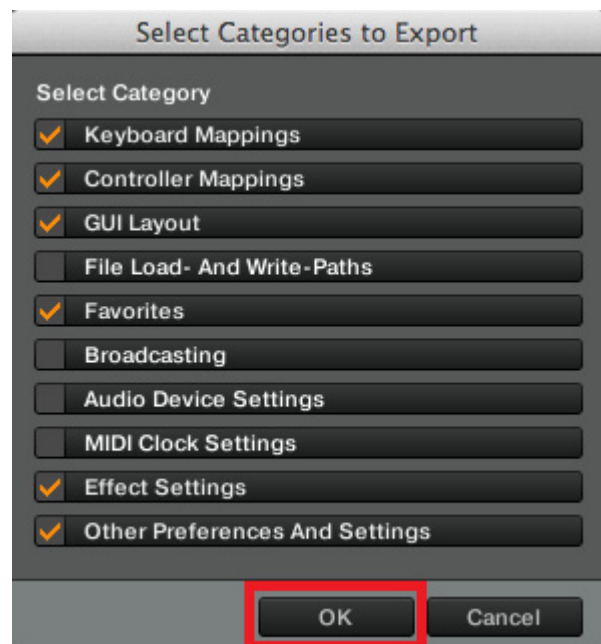 Select Categories to Export
Select Category
Keyboard Mappings
Controller Mappings
GUI Layout
File Load- And Write-Paths
Favorites
Broadcasting
Audio Device Settings
MIDI Clock Settings
Effect Settings
Other Preferences And Settings
OK Cancel